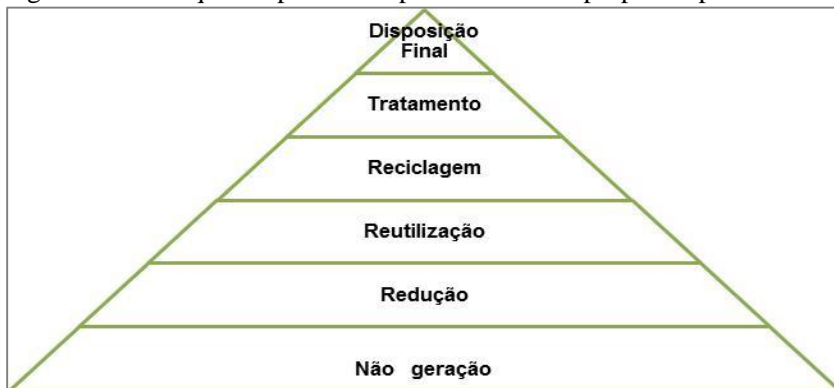 Disposição
Final
Tratamento
Reciclagem
Reutilização
Redução
Não geração